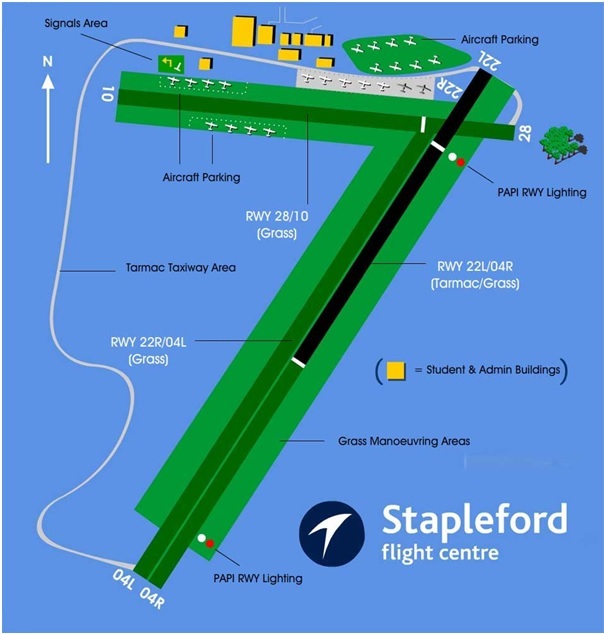 Signals Area
Aircraft Parking
N
22L
22R
10
28
Aircraft Parking
PAPI RWY Lighting
RWY 28/10
(Grass)
Tarmac Taxiway Area
RWY 22L/04R
(Tarmac/Grass)
RWY 22R/04L
(Grass)
( = Student & Admin Buildings)
Grass Manoeuvring Areas
Stapleford
flight centre
PAPI RWY Lighting
04L
04R